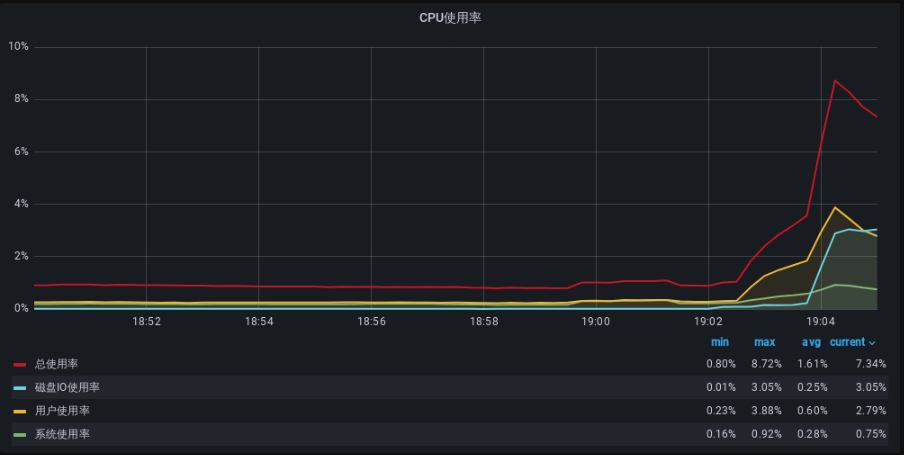 CPU使用率
10%
8%
6%
4%
2%
0%
18:52 18:54 18:56 18:58 19:00 19:02 19:04
min max avg current
总使用率 0.80% 8.72% 1.61% 7.34%
磁盘IO使用率 0.01% 3.05% 0.25% 3.05%
用户使用率 0.23% 3.88% 0.60% 2.79%
系统使用率 0.16% 0.92% 0.28% 0.75%